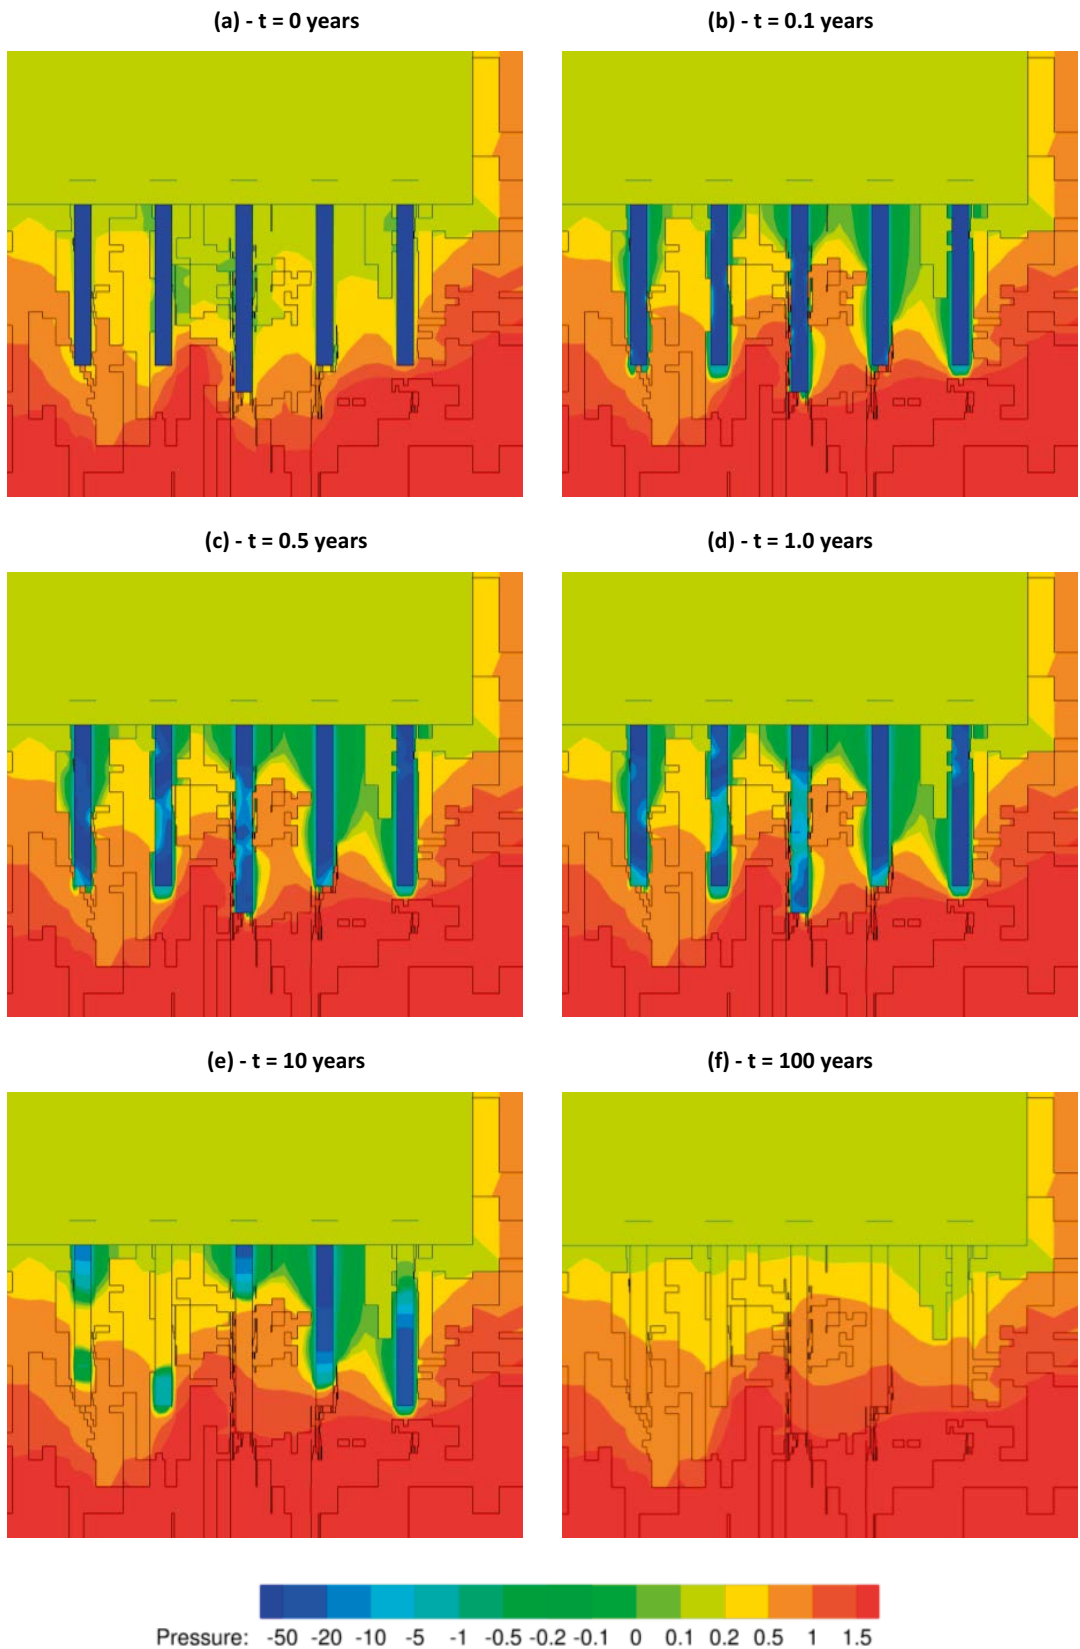 (a) - t = 0 years
(b) - t = 0.1 years
(c) - t = 0.5 years
(d) - t = 1.0 years
(e) - t = 10 years
(f) - t = 100 years
Pressure: -50 -20 -10 -5 -1 -0.5 -0.2 -0.1 0 0.1 0.2 0.5 1 1.5